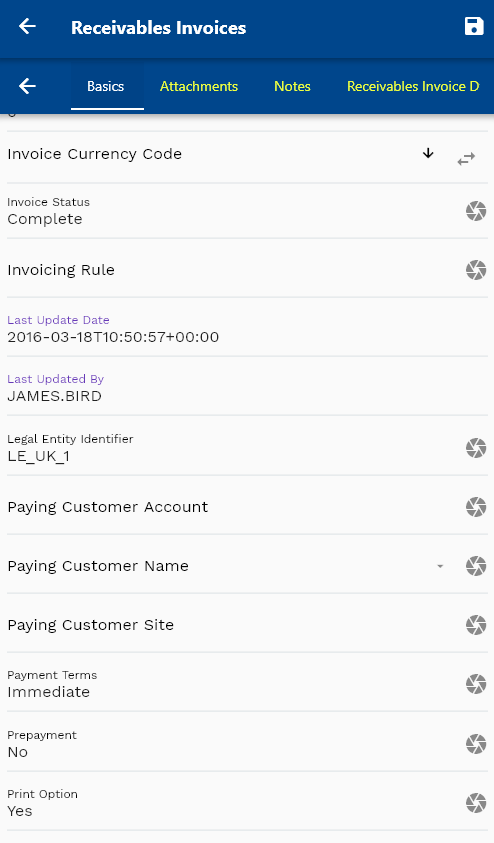 Receivables Invoices
Basics Attachments Notes Receivables Invoice D
Invoice Currency Code
Invoice Status
Complete
Invoicing Rule
Last Update Date
2016-03-18T10:50:57+00:00
Last Updated By
JAMES.BIRD
Legal Entity Identifier
LE_UK_1
Paying Customer Account
Paying Customer Name
Paying Customer Site
Payment Terms
Immediate
Prepayment
No
Print Option
Yes